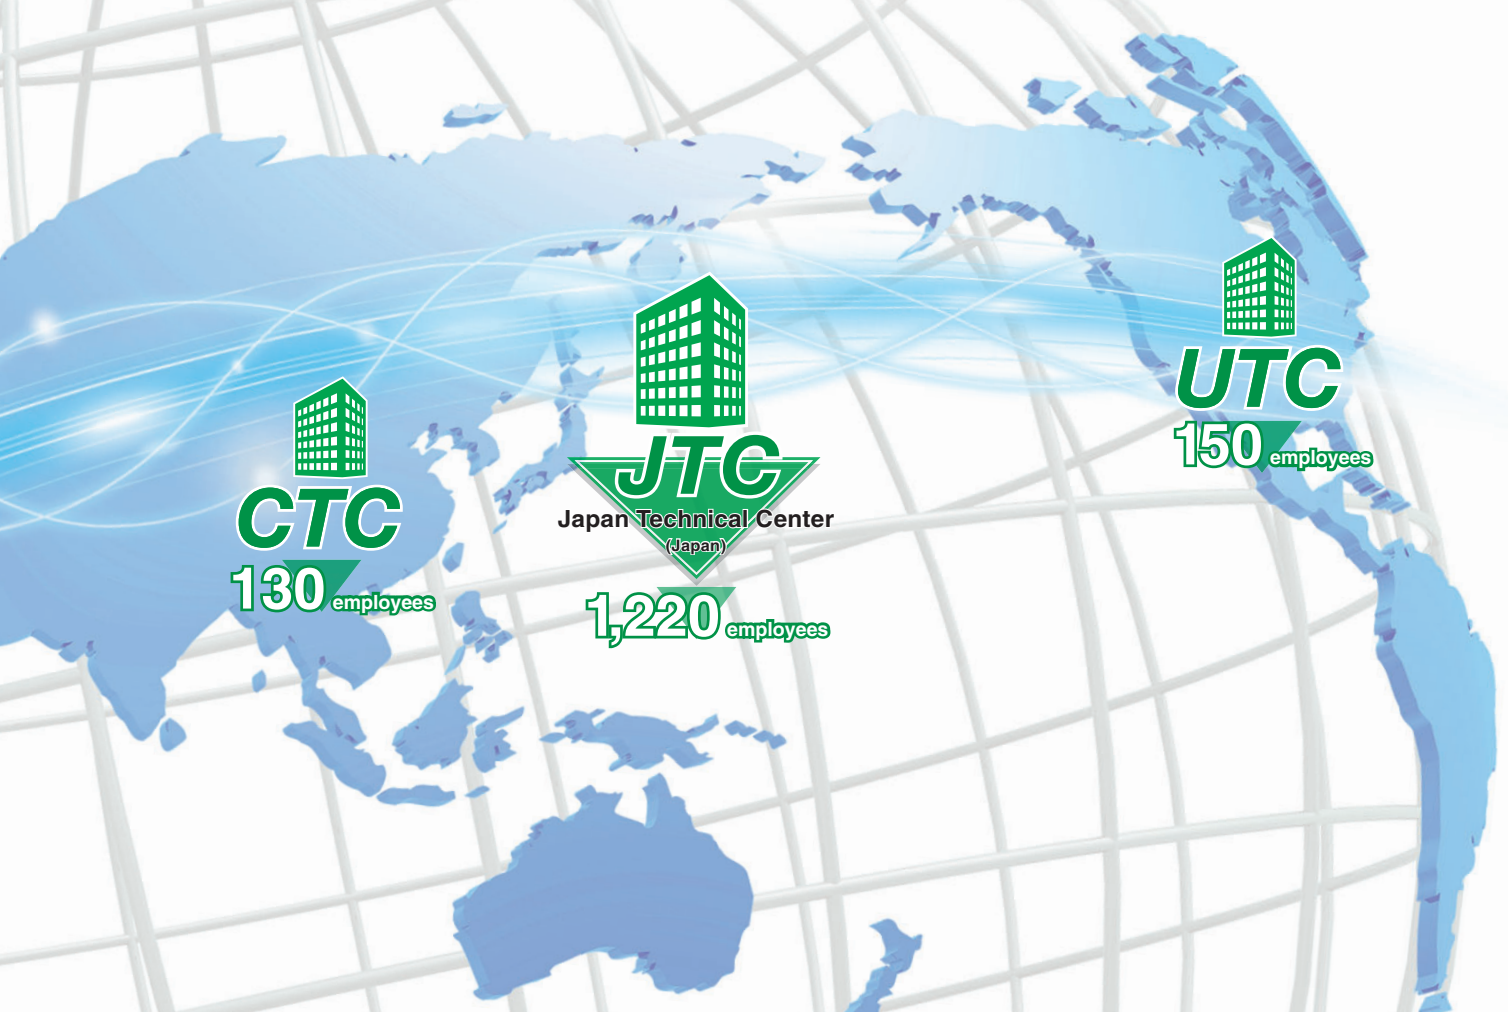 UTC
150 employees
JTC
Japan Technical Center
(Japan)
1,220 employees
CTC
130 employees